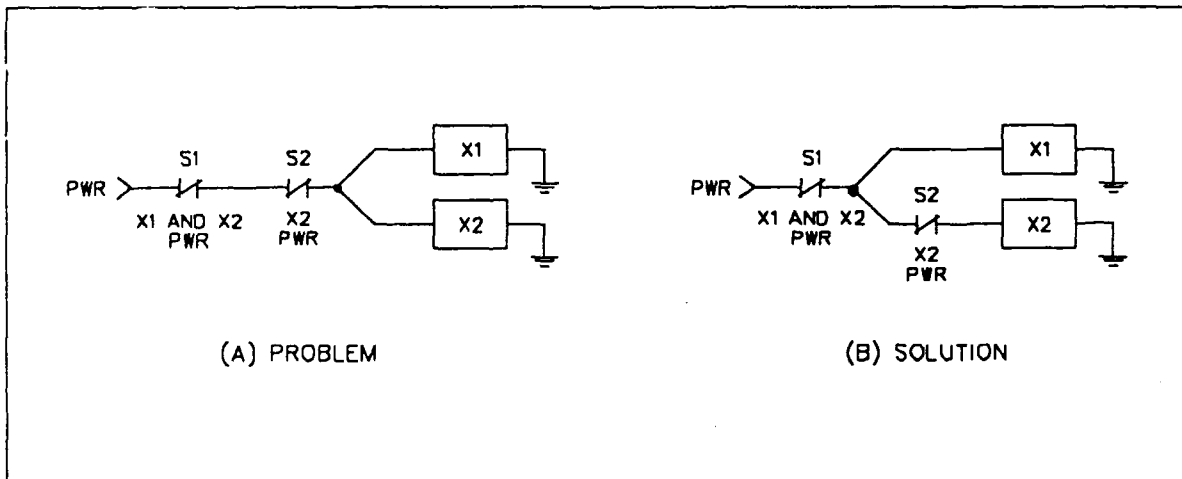 S1
S2
X1
PWR
X1 AND X2
PWR
X2
PWR
X2
(A) PROBLEM
S1
X1
PWR
S2
X1 AND X2
PWR
X2
X2
PWR
(B) SOLUTION